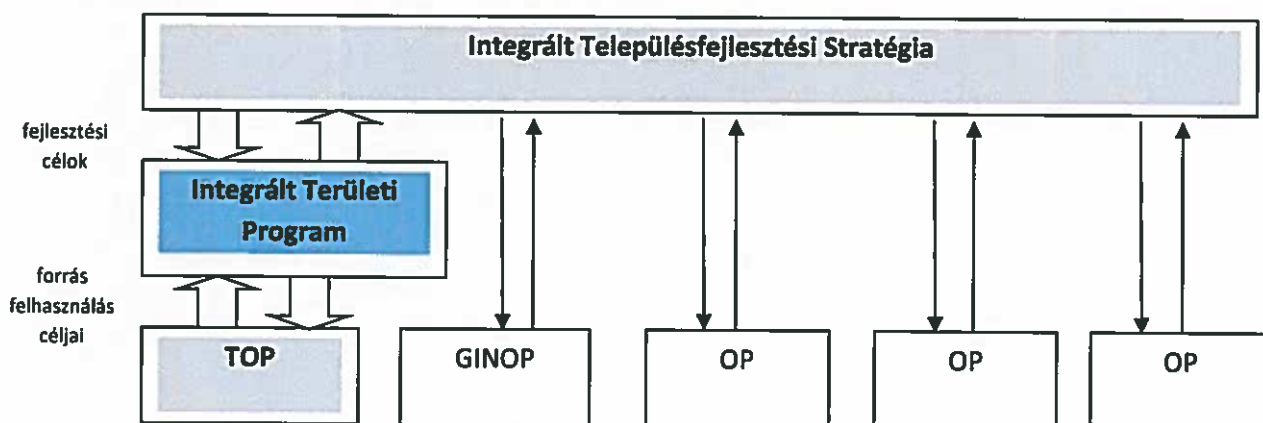 Integrált Településfejlesztési Stratégia
fejlesztési
célok
Integrált Területi
Program
forrás
felhasználás
céljai
TOP
GINOP
OP
OP
OP